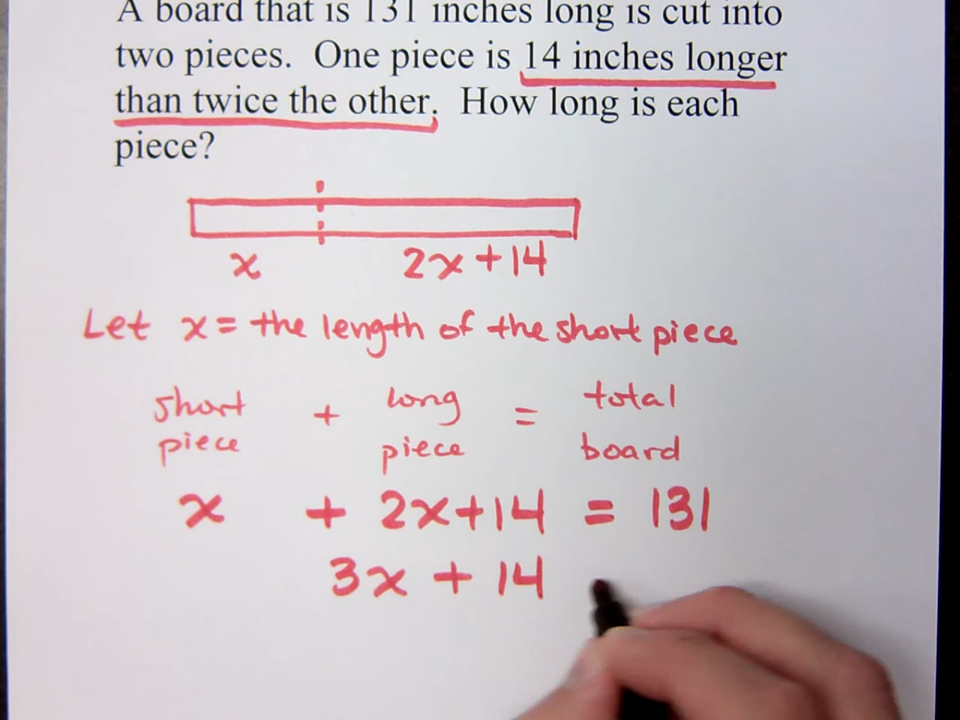 A board that is 131 inches long is cut into
two pieces. One piece is 14 inches longer
than twice the other. How long is each
piece?
x 2x+14
Let x = the length of the short piece
short piece + long piece = total board
x + 2x+14 = 131
3x + 14